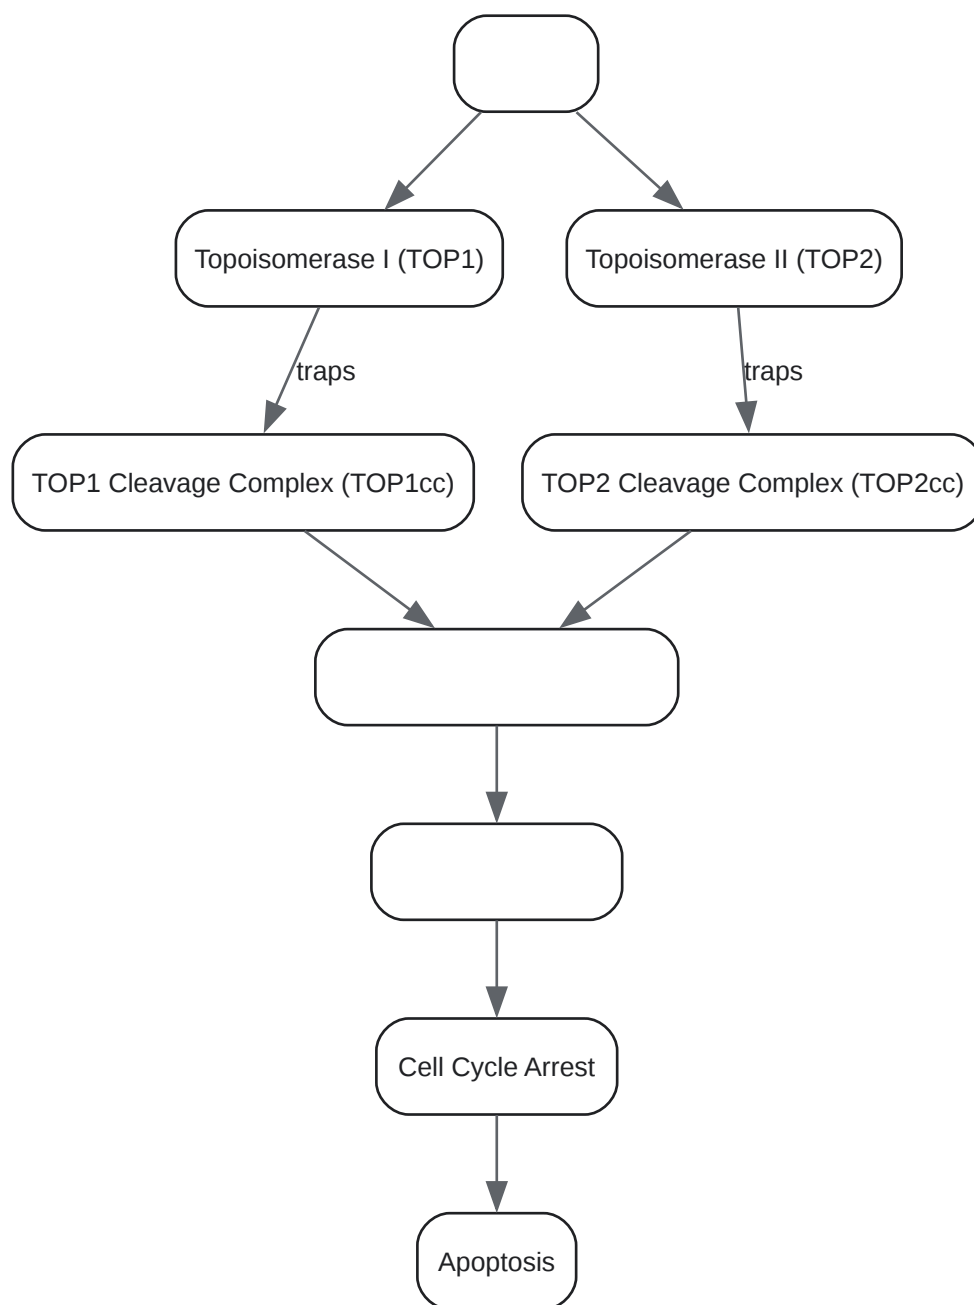 Topoisomerase I (TOP1)
Topoisomerase II (TOP2)
traps
traps
TOP1 Cleavage Complex (TOP1cc)
TOP2 Cleavage Complex (TOP2cc)
Cell Cycle Arrest
Apoptosis